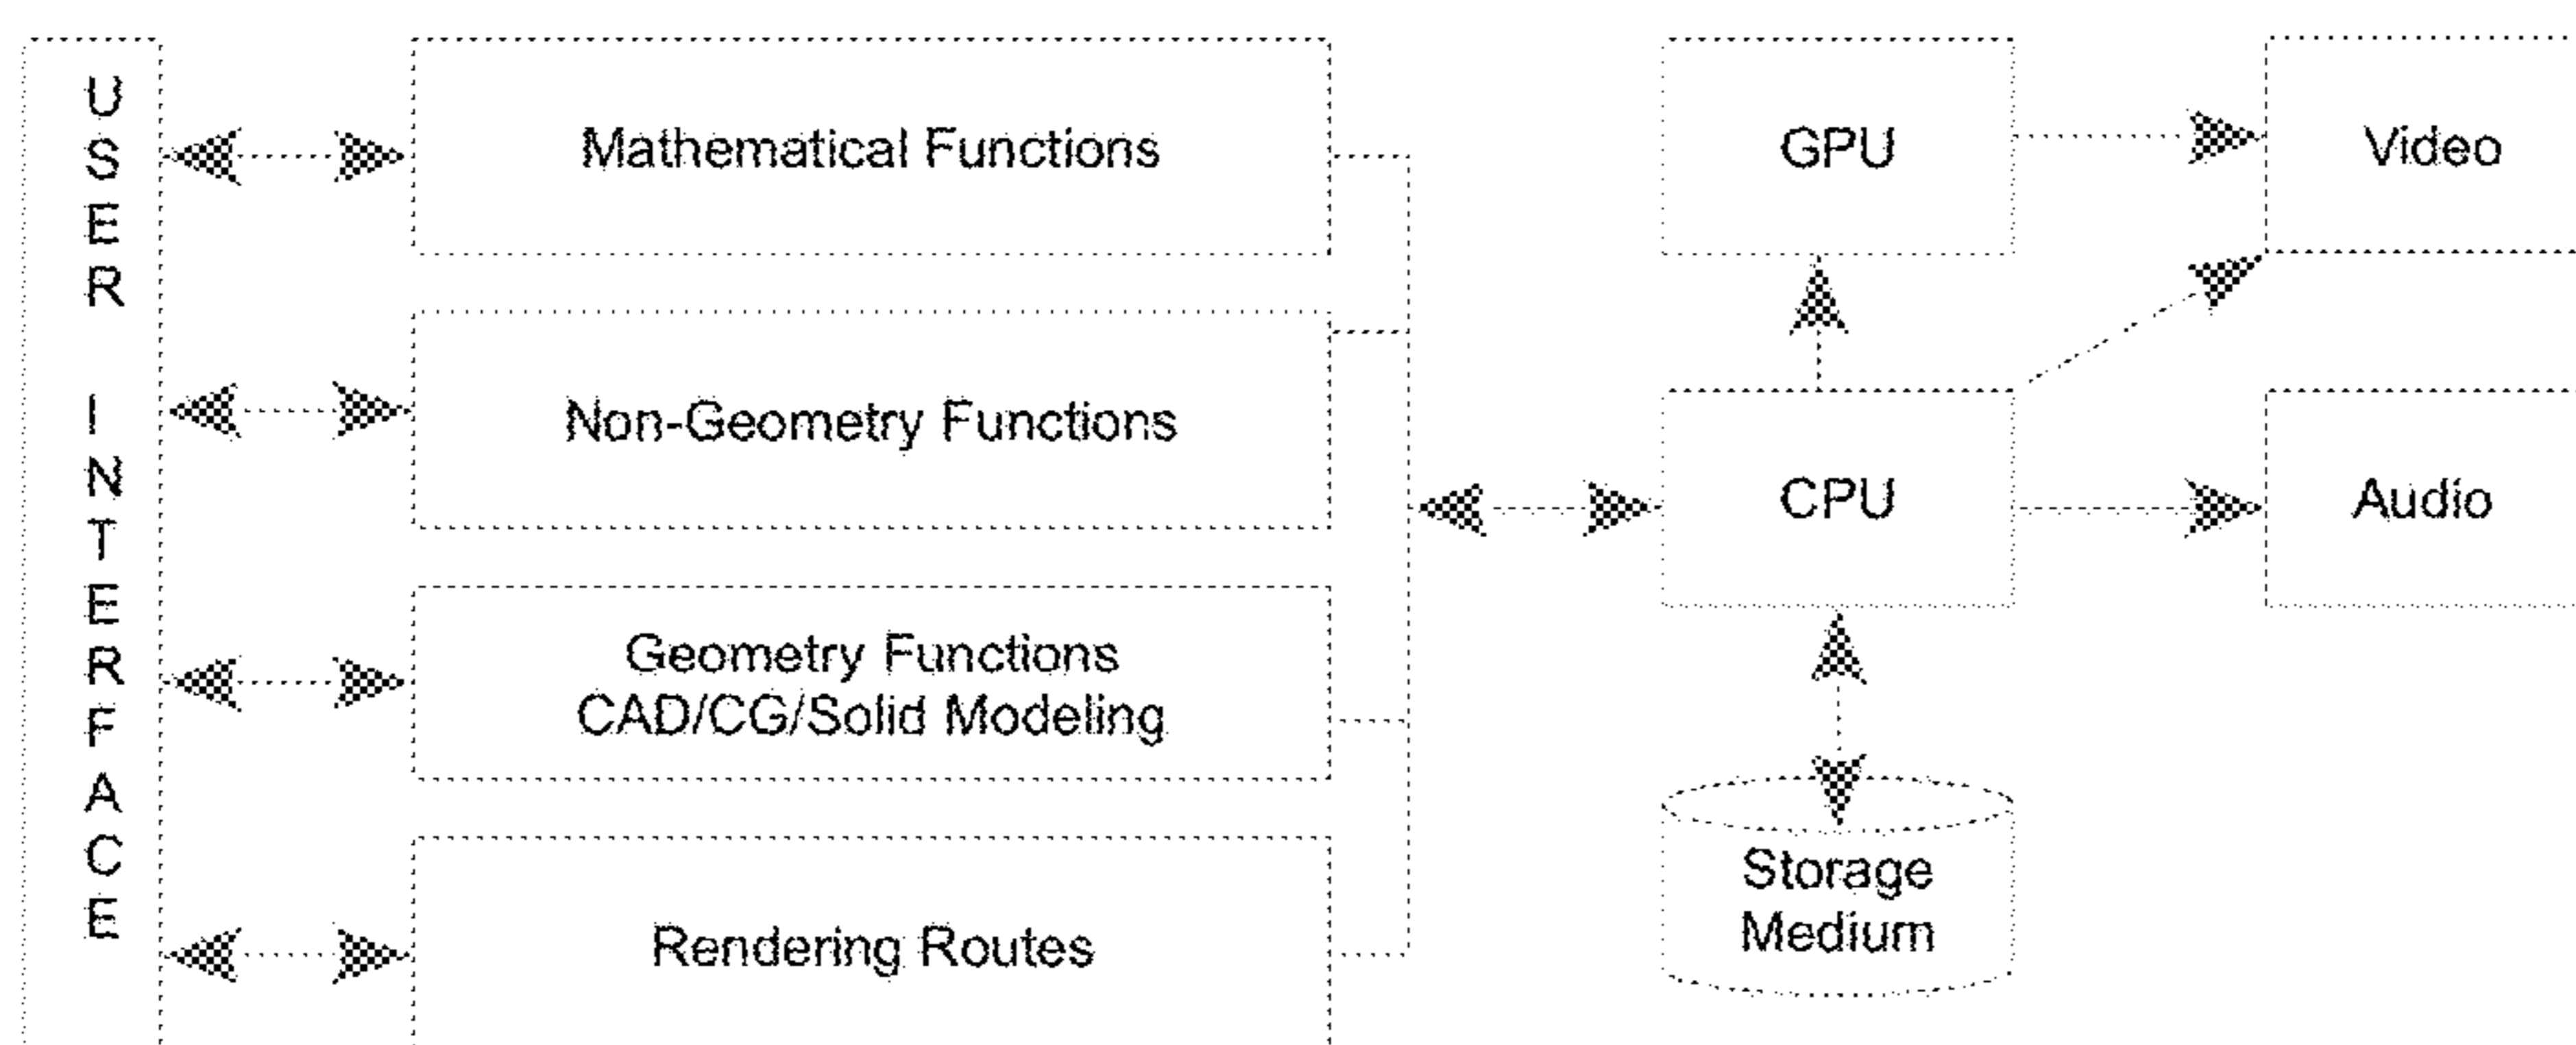 USER INTERFACE
Mathematical Functions
Non-Geometry Functions
Geometry Functions
CAD/CG/Solid Modeling
Rendering Routes
GPU
CPU
Storage
Medium
Video
Audio